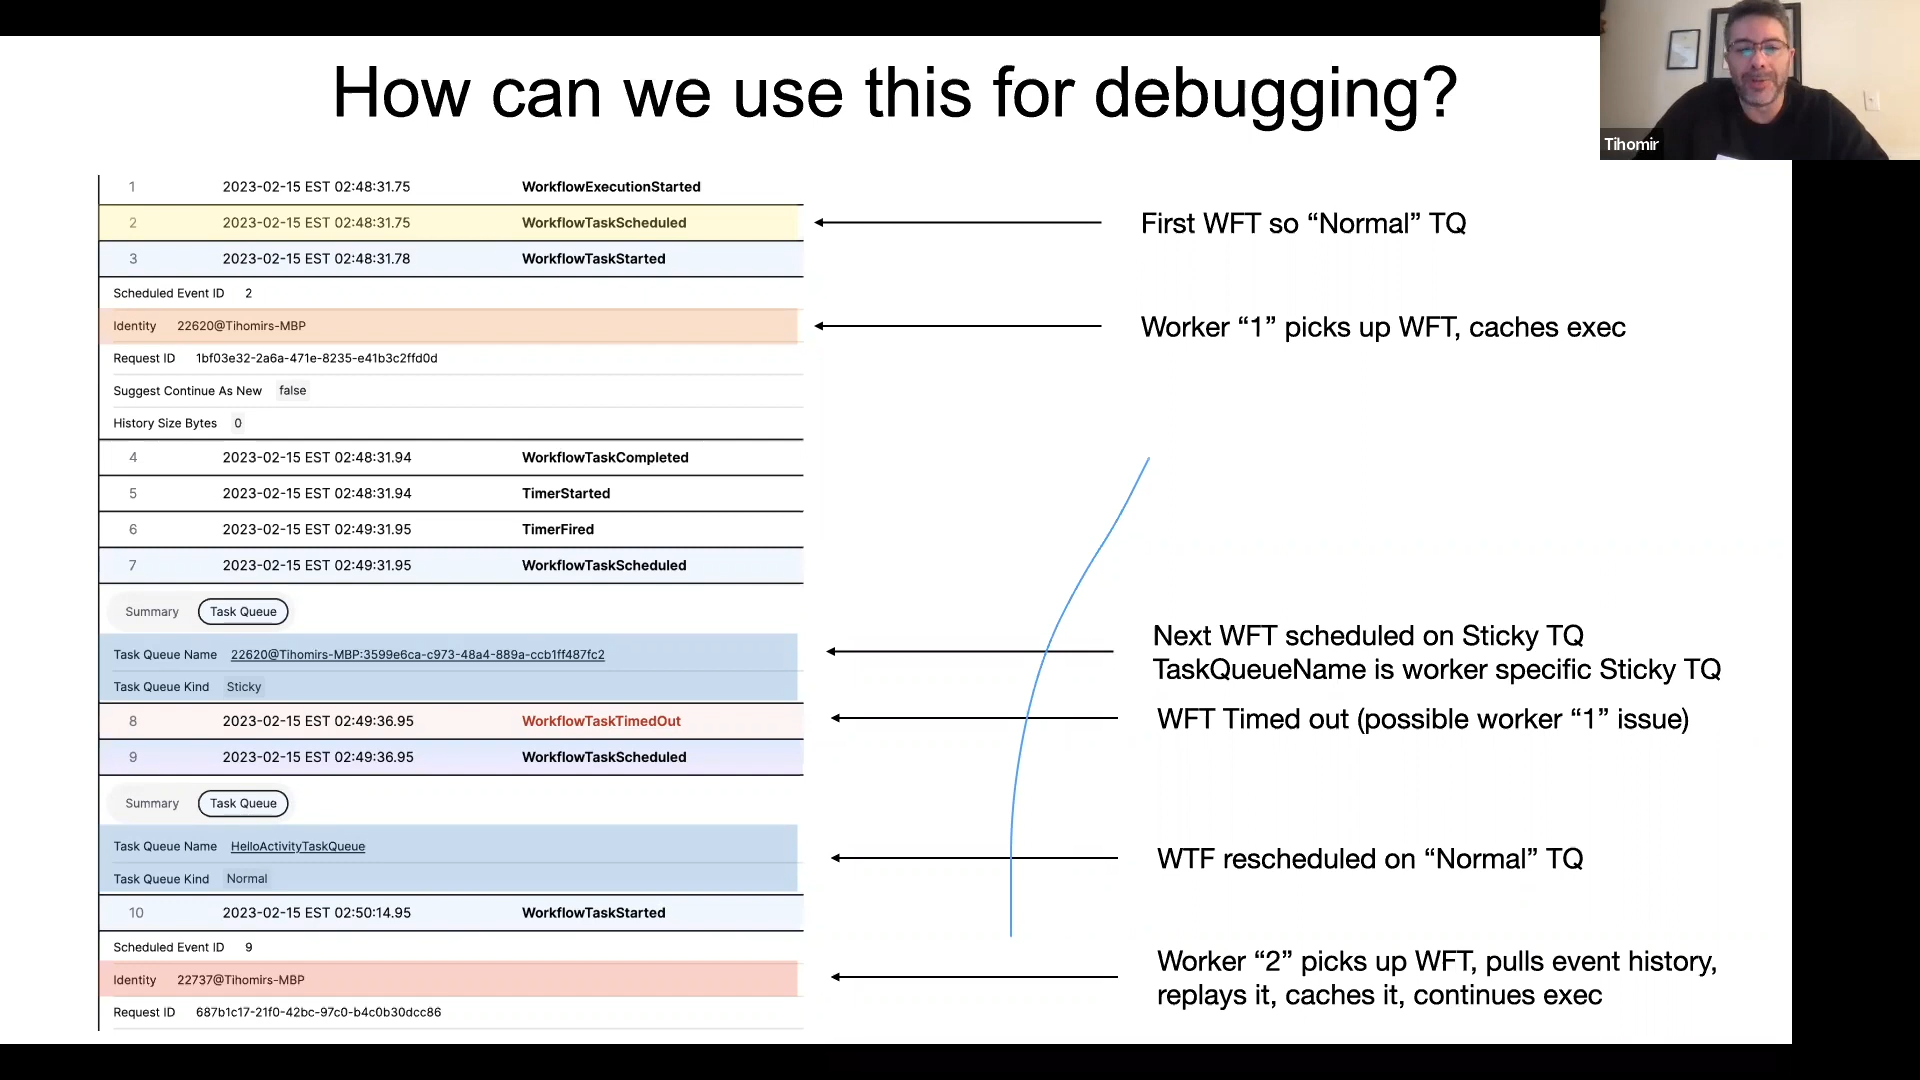 How can we use this for debugging?
Tihomir
1 2023-02-15 EST 02:48:31.75 WorkflowExecutionStarted
2 2023-02-15 EST 02:48:31.75 WorkflowTaskScheduled
First WFT so “Normal” TQ
3 2023-02-15 EST 02:48:31.78 WorkflowTaskStarted
Scheduled Event ID 2
Identity 22620@Tihomirs-MBP
Worker “1” picks up WFT, caches exec
Request ID 1bf03e32-2a6a-471e-8235-e41b3c2ffd0d
Suggest Continue As New false
History Size Bytes 0
4 2023-02-15 EST 02:48:31.94 WorkflowTaskCompleted
5 2023-02-15 EST 02:48:31.94 TimerStarted
6 2023-02-15 EST 02:49:31.95 TimerFired
7 2023-02-15 EST 02:49:31.95 WorkflowTaskScheduled
Summary Task Queue
Task Queue Name 22620@Tihomirs-MBP:3599e6ca-c973-48a4-889a-ccb1ff487fc2
Task Queue Kind Sticky
Next WFT scheduled on Sticky TQ
TaskQueueName is worker specific Sticky TQ
8 2023-02-15 EST 02:49:36.95 WorkflowTaskTimedOut
WFT Timed out (possible worker “1” issue)
9 2023-02-15 EST 02:49:36.95 WorkflowTaskScheduled
Summary Task Queue
Task Queue Name HelloActivityTaskQueue
Task Queue Kind Normal
WTF rescheduled on “Normal” TQ
10 2023-02-15 EST 02:50:14.95 WorkflowTaskStarted
Scheduled Event ID 9
Identity 22737@Tihomirs-MBP
Worker “2” picks up WFT, pulls event history,
replays it, caches it, continues exec
Request ID 687b1c17-21f0-42bc-97c0-b4c0b30dcc86